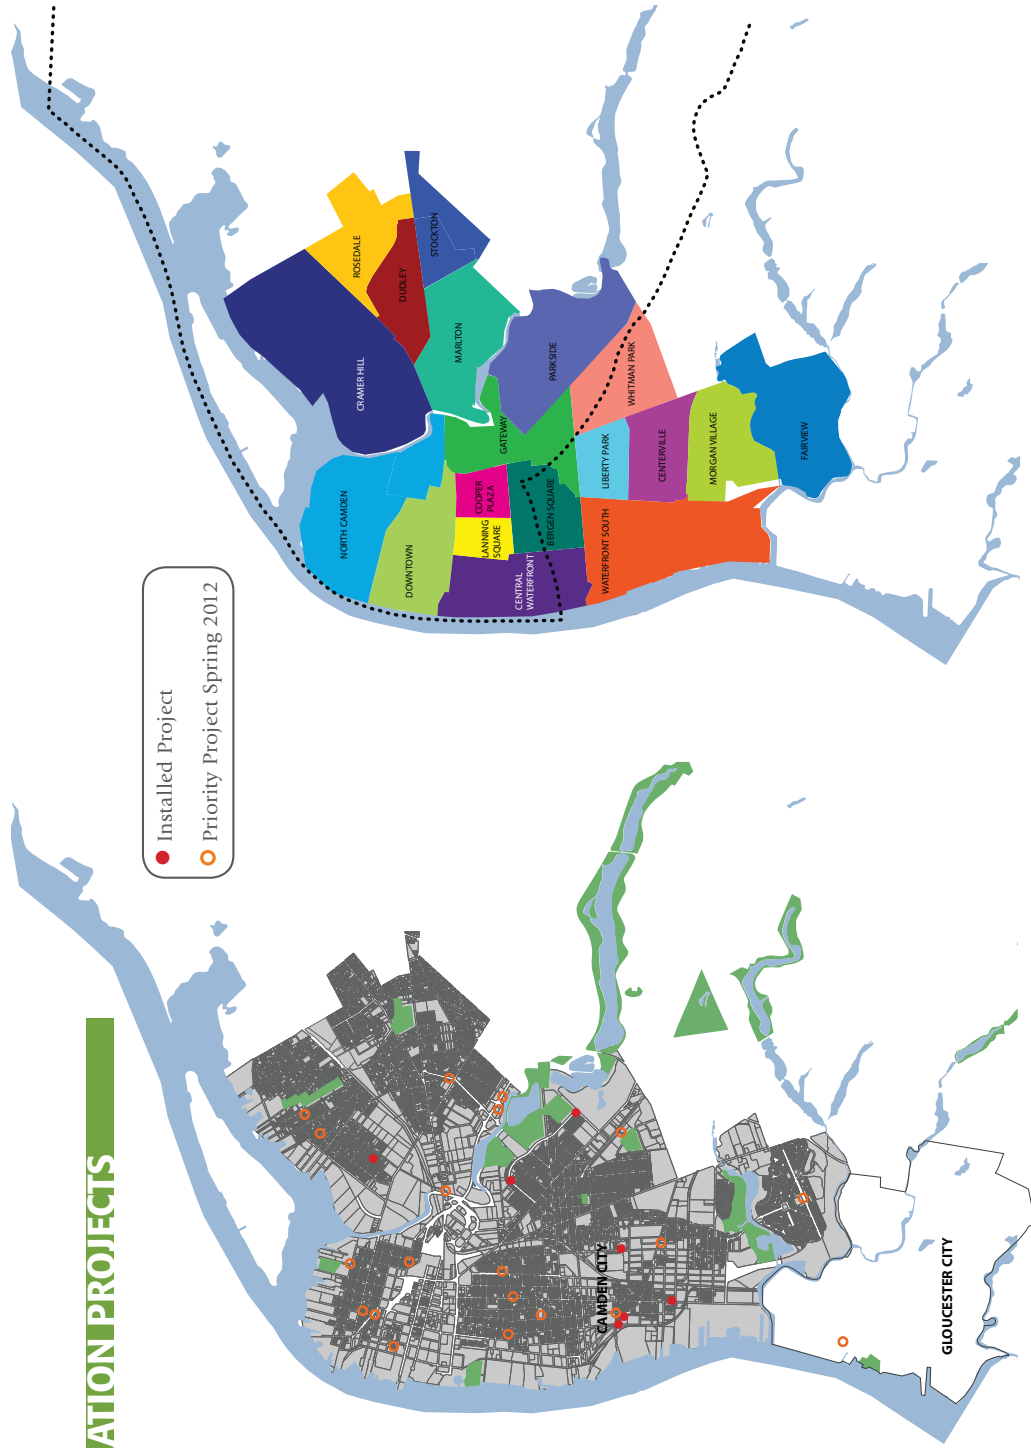 ATION PROJECTS
Installed Project
Priority Project Spring 2012
CAMDEN CITY
GLOUCESTER CITY
ROSEDALE
DUDLEY
STOCKTON
CRAMER HILL
MARLTON
PARKSIDE
WHITMAN PARK
NORTH CAMDEN
GATEWAY
COOPER
PLAZA
LIBERTY PARK
CENTERVILLE
MORGAN VILLAGE
FAIRVIEW
DOWNTOWN
LANNING
SQUARE
BERGEN SQUARE
CENTRAL
WATERFRONT
WATERFRONT SOUTH